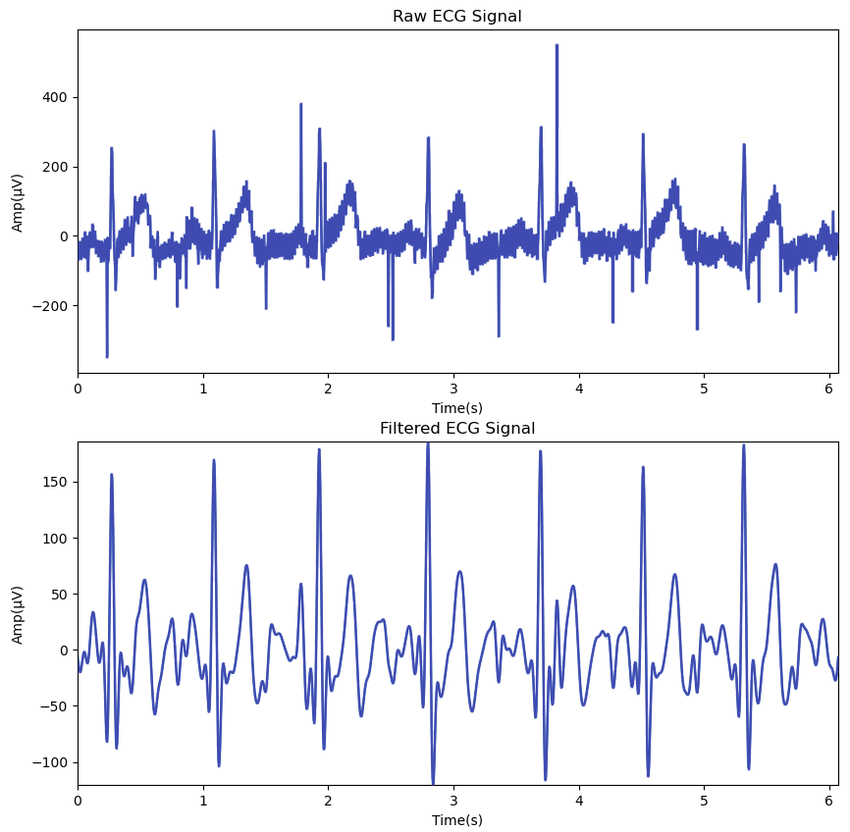 Raw ECG Signal
400
200
0
−200
Amp(μV)
0 1 2 3 4 5 6
Time(s)
Filtered ECG Signal
150
100
50
0
−50
−100
Amp(μV)
0 1 2 3 4 5 6
Time(s)